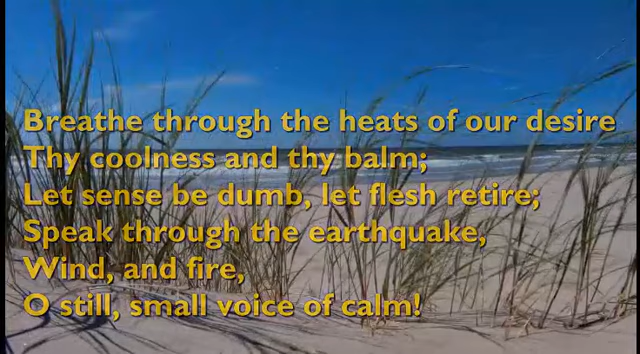 Breathe through the heats of our desire
Thy coolness and thy balm;
Let sense be dumb, let flesh retire;
Speak through the earthquake,
Wind, and fire,
O still, small voice of calm!